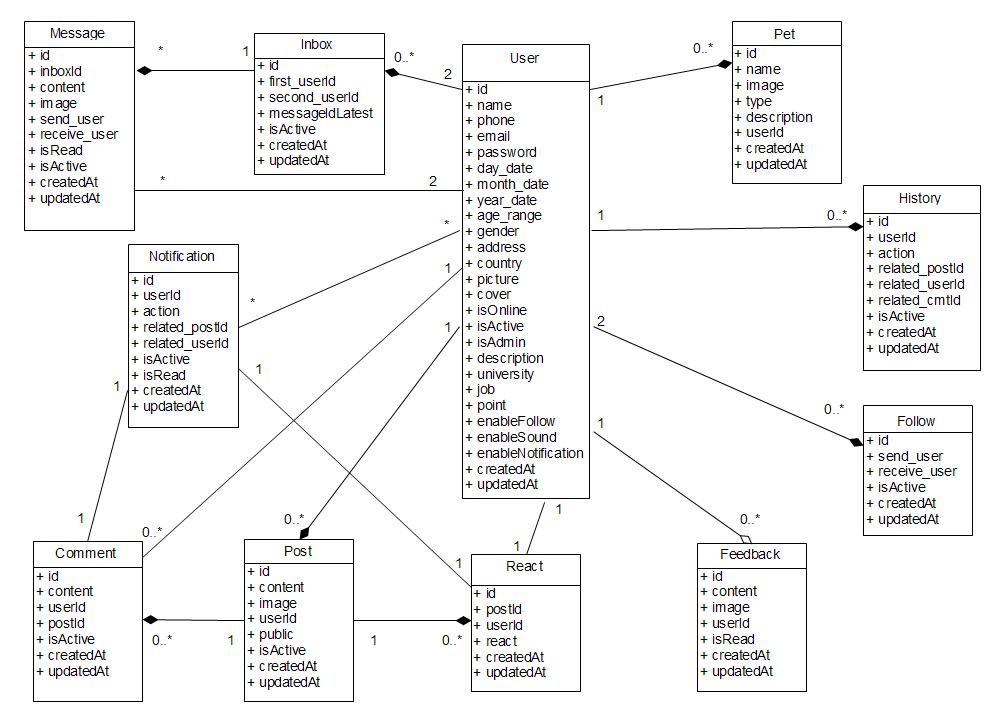 Message
+ id
+ inboxId
+ content
+ image
+ send_user
+ receive_user
+ isRead
+ isActive
+ createdAt
+ updatedAt
*
1
Inbox
+ id
+ first_userId
+ second_userId
+ messageIdLatest
+ isActive
+ createdAt
+ updatedAt
0..*
2
User
+ id
+ name
+ phone
+ email
+ password
+ day_date
+ month_date
+ year_date
+ age_range
+ gender
+ address
+ country
+ picture
+ cover
+ isOnline
+ isActive
+ isAdmin
+ description
+ university
+ job
+ point
+ enableFollow
+ enableSound
+ enableNotification
+ createdAt
+ updatedAt
0..*
1
Pet
+ id
+ name
+ image
+ type
+ description
+ userId
+ createdAt
+ updatedAt
*
2
1
0..*
History
+ id
+ userId
+ action
+ related_postId
+ related_userId
+ related_cmtId
+ isActive
+ createdAt
+ updatedAt
Notification
+ id
+ userId
+ action
+ related_postId
+ related_userId
+ isActive
+ isRead
+ createdAt
+ updatedAt
*
*
1
1
2
0..*
Follow
+ id
+ send_user
+ receive_user
+ isActive
+ createdAt
+ updatedAt
1
1
1
1
0..*
0..*
1
1
1
0..*
Comment
+ id
+ content
+ userId
+ postId
+ isActive
+ createdAt
+ updatedAt
0..*
1
Post
+ id
+ content
+ image
+ userId
+ public
+ isActive
+ createdAt
+ updatedAt
1
0..*
1
React
+ id
+ postId
+ userId
+ react
+ createdAt
+ updatedAt
Feedback
+ id
+ content
+ image
+ userId
+ isRead
+ createdAt
+ updatedAt